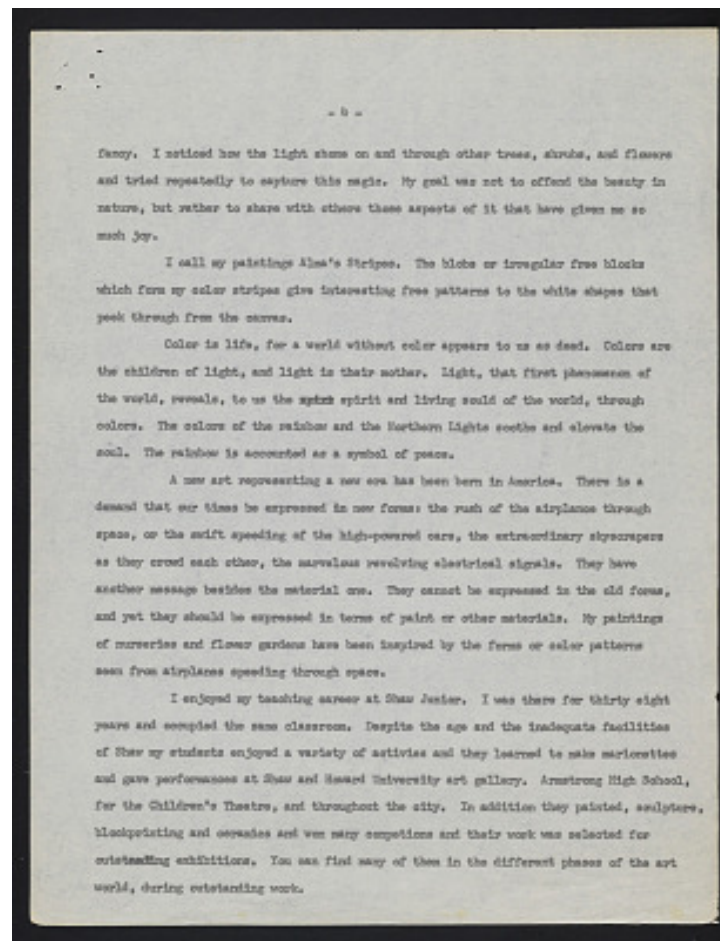 - 4 -
fancy.  I noticed how the light shone on and through other trees, shrubs, and flowers
and tried repeatedly to capture this magic.  My goal was not to offend the beauty in
nature, but rather to share with others those aspects of it that have given me so
much joy.
I call my paintings Alma's Stripes.  The blobs or irregular free blocks
which form my color stripes give interesting free patterns to the white shapes that
peek through from the canvas.
Color is life, for a world without color appears to us as dead.  Colors are
the children of light, and light is their mother.  Light, that first phenomenon of
the world, reveals, to us the spirit and living sould of the world, through
colors.  The colors of the rainbow and the Northern Lights soothe and elevate the
soul.  The rainbow is accounted as a symbol of peace.
A new art representing a new era has been born in America.  There is a
demand that our times be expressed in new forms: the rush of the airplane through
space, or the swift speeding of the high-powered cars, the extraordinary skyscrapers
as they crowd each other, the marvelous revolving electrical signals.  They have
another message besides the material one.  They cannot be expressed in the old forms,
and yet they should be expressed in terms of paint or other materials.  My paintings
of nurseries and flower gardens have been inspired by the forms or color patterns
seen from airplanes speeding through space.
I enjoyed my teaching career at Shaw Junior.  I was there for thirty eight
years and occupied the same classroom.  Despite the age and the inadequate facilities
of Shaw my students enjoyed a variety of activies and they learned to make marionettes
and gave performances at Shaw and Howard University art gallery.  Armstrong High School,
for the Children's Theatre, and throughout the city.  In addition they painted, sculpture,
blockprinting and ceramics and won many competions and their work was selected for
outstanding exhibitions.  You can find many of them in the different phases of the art
world, during outstanding work.